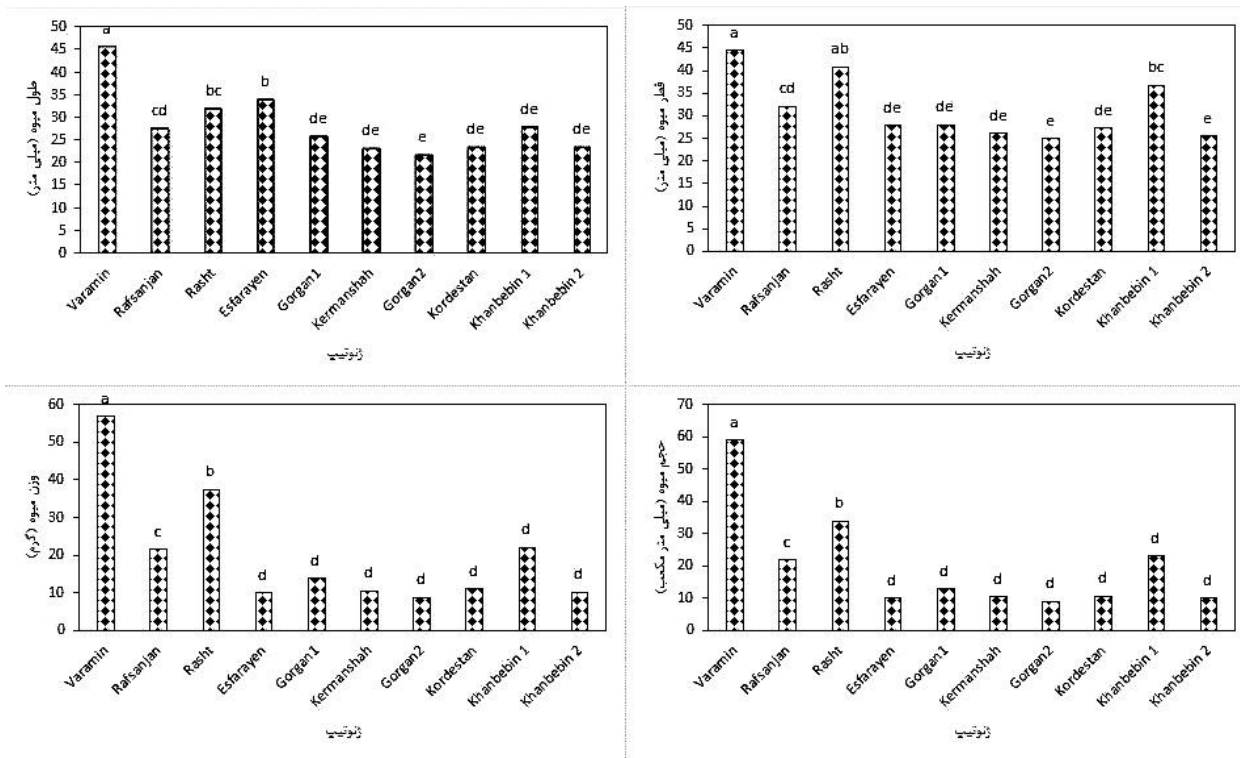 طول میوه (میلی متر)
50
45
40
35
30
25
20
15
10
5
0
a
cd
bc
b
de
de
e
de
de
de
Varamin
Rafsanjan
Rasht
Esfarayen
Gorgan1
Kermanshah
Gorgan2
Kordestan
Khanbebin 1
Khanbebin 2
ژنوتیپ
قطر میوه (میلی متر)
50
45
40
35
30
25
20
15
10
5
0
a
cd
ab
de
de
de
e
de
bc
e
Varamin
Rafsanjan
Rasht
Esfarayen
Gorgan1
Kermanshah
Gorgan2
Kordestan
Khanbebin 1
Khanbebin 2
ژنوتیپ
وزن میوه (گرم)
60
50
40
30
20
10
0
a
c
b
d
d
d
d
d
d
d
Varamin
Rafsanjan
Rasht
Esfarayen
Gorgan1
Kermanshah
Gorgan2
Kordestan
Khanbebin 1
Khanbebin 2
ژنوتیپ
حجم میوه (میلی متر مکعب)
70
60
50
40
30
20
10
0
a
c
b
d
d
d
d
d
d
d
Varamin
Rafsanjan
Rasht
Esfarayen
Gorgan1
Kermanshah
Gorgan2
Kordestan
Khanbebin 1
Khanbebin 2
ژنوتیپ